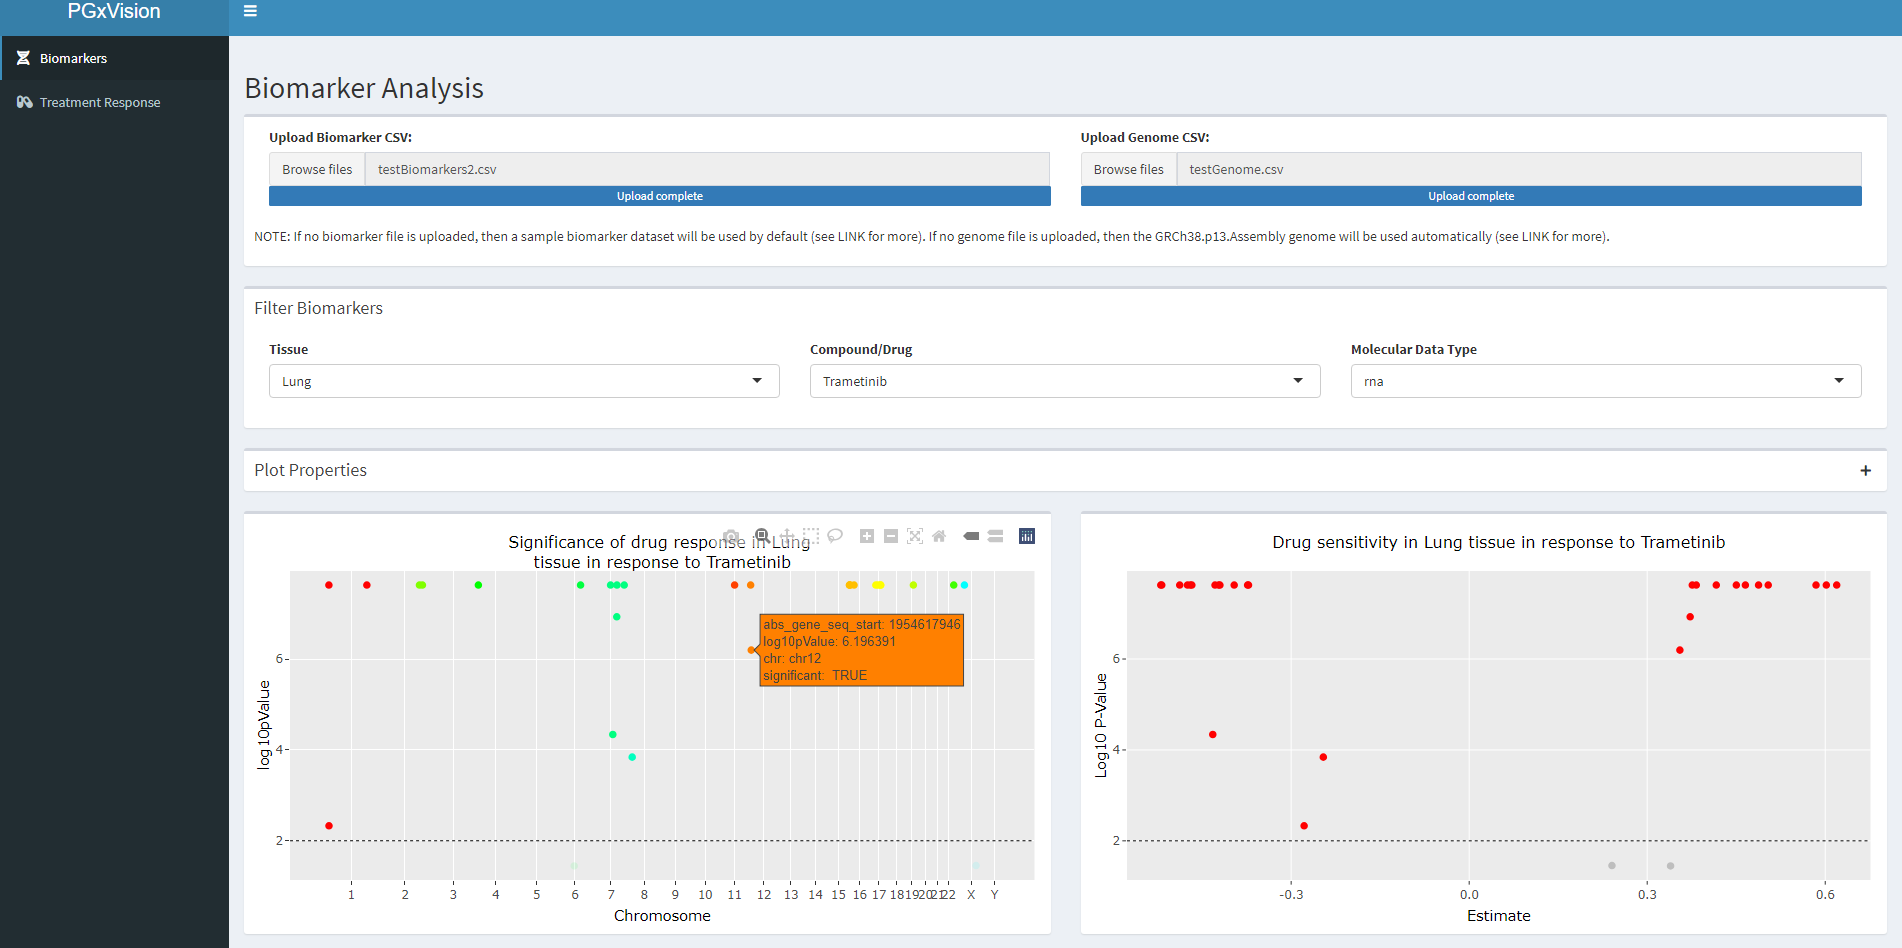 PGxVision
Biomarkers
Treatment Response
Biomarker Analysis
Upload Biomarker CSV:
Browse files testBiomarkers2.csv
Upload complete
Upload Genome CSV:
Browse files testGenome.csv
Upload complete
NOTE: If no biomarker file is uploaded, then a sample biomarker dataset will be used by default (see LINK for more). If no genome file is uploaded, then the GRCh38.p13.Assembly genome will be used automatically (see LINK for more).
Filter Biomarkers
Tissue
Lung
Compound/Drug
Trametinib
Molecular Data Type
rna
Plot Properties
Significance of drug response in Lung
tissue in response to Trametinib
abs_gene_seq_start: 1954617946
log10pValue: 6.196391
chr: chr12
significant: TRUE
log10pValue
6
4
2
1 2 3 4 5 6 7 8 9 10 11 12 13 14 15 16 17 18 19 20 21 22 X Y
Chromosome
Drug sensitivity in Lung tissue in response to Trametinib
Log10 P-Value
6
4
2
-0.3 0.0 0.3 0.6
Estimate